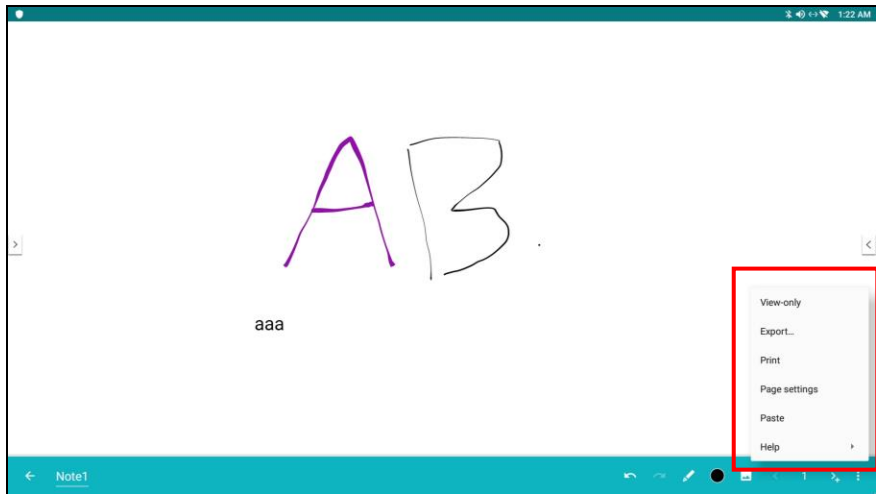 1:22 AM
AB.
aaa
View-only
Export...
Print
Page settings
Paste
Help
Note1
1